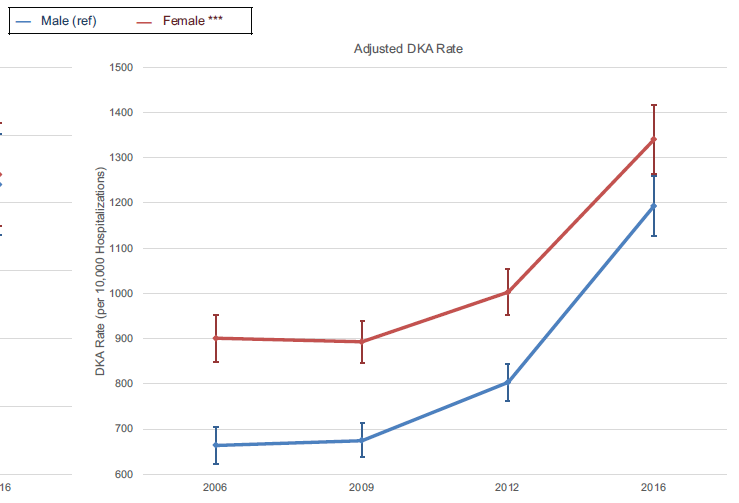 Male (ref) Female ***
Adjusted DKA Rate
DKA Rate (per 10,000 Hospitalizations)
1500
1400
1300
1200
1100
1000
900
800
700
600
16
2006 2009 2012 2016